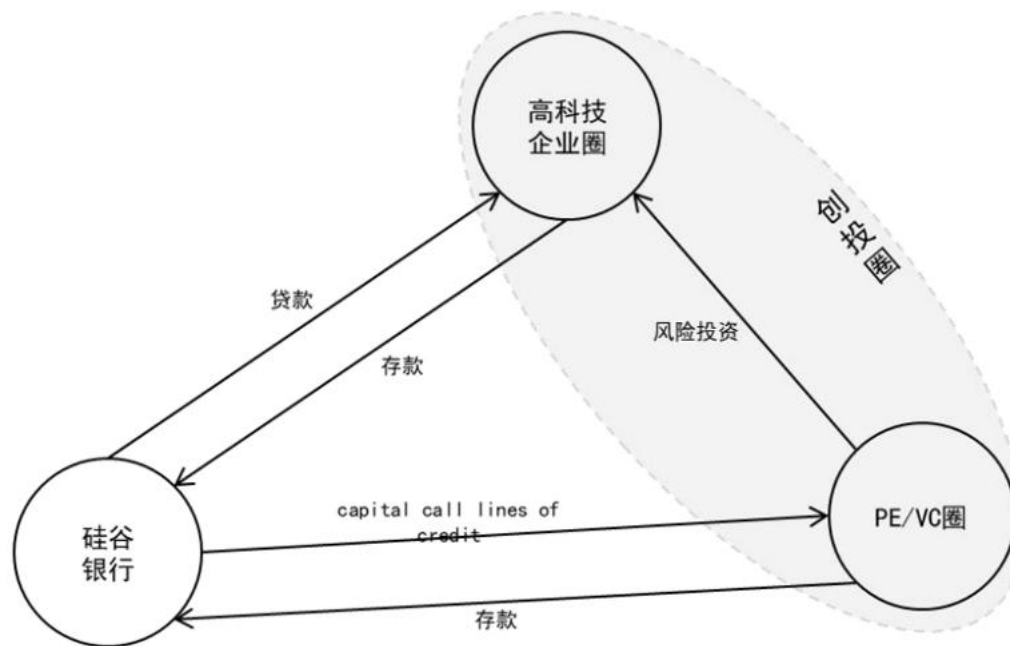 高科技
企业圈
创投圈
贷款
风险投资
存款
capital call lines of
credit
PE/VC圈
硅谷
银行
存款